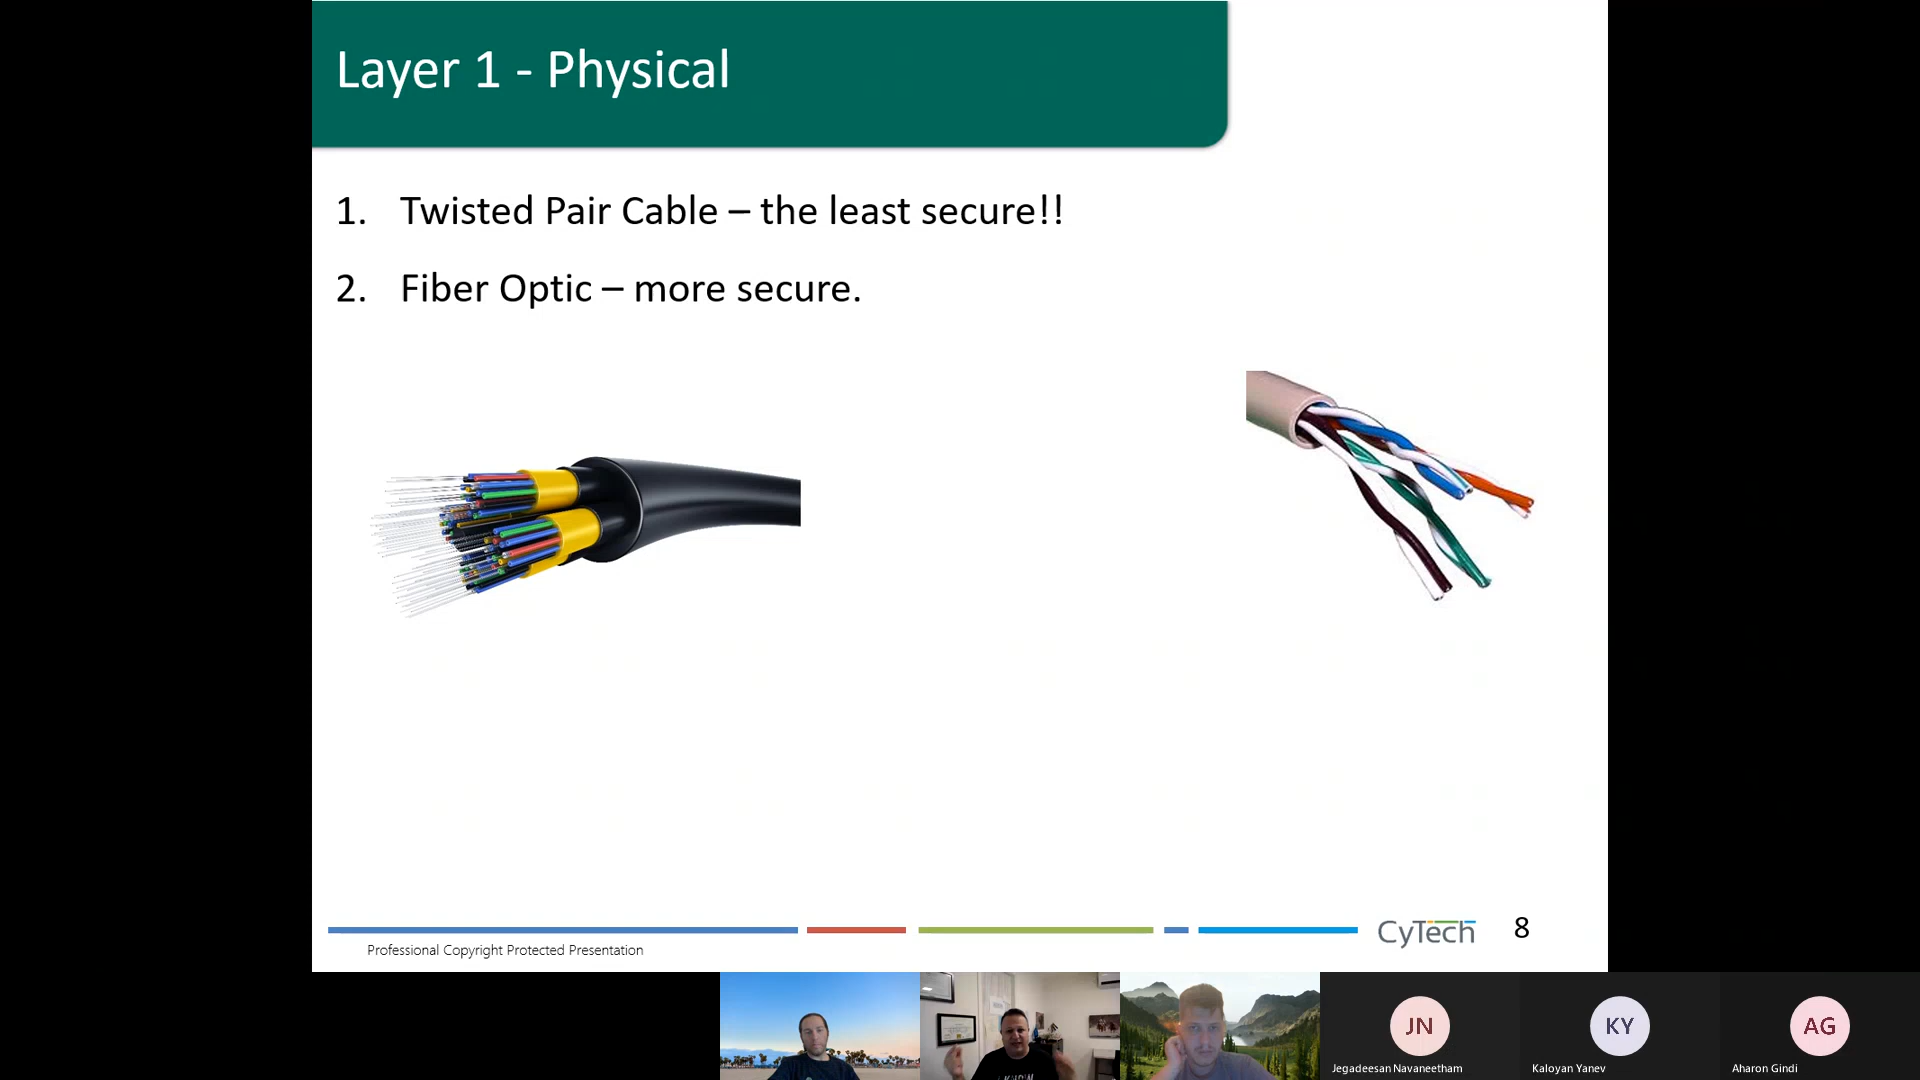 Layer 1 - Physical
1. Twisted Pair Cable – the least secure!!
2. Fiber Optic – more secure.
Professional Copyright Protected Presentation
CyTech
8
JN
KY
AG
Jegadeesan Navaneetham
Kaloyan Yanev
Aharon Gindi